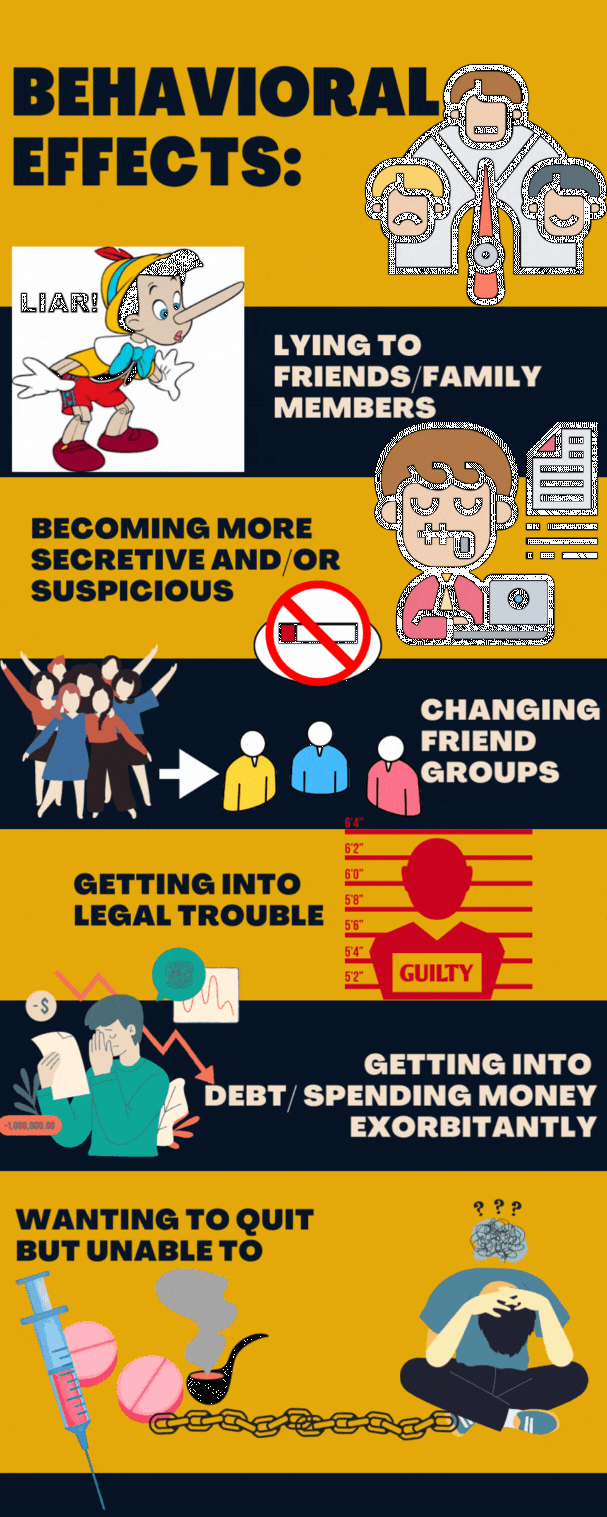 BEHAVIORAL
EFFECTS:
LIAR!
LYING TO
FRIENDS/FAMILY
MEMBERS
BECOMING MORE
SECRETIVE AND/OR
SUSPICIOUS
CHANGING
FRIEND
GROUPS
GETTING INTO
LEGAL TROUBLE
6'4"
6'2"
6'0"
5'8"
5'6"
5'4"
5'2"
GUILTY
-$
-1,000,000.00
GETTING INTO
DEBT/ SPENDING MONEY
EXORBITANTLY
WANTING TO QUIT
BUT UNABLE TO
? ? ?